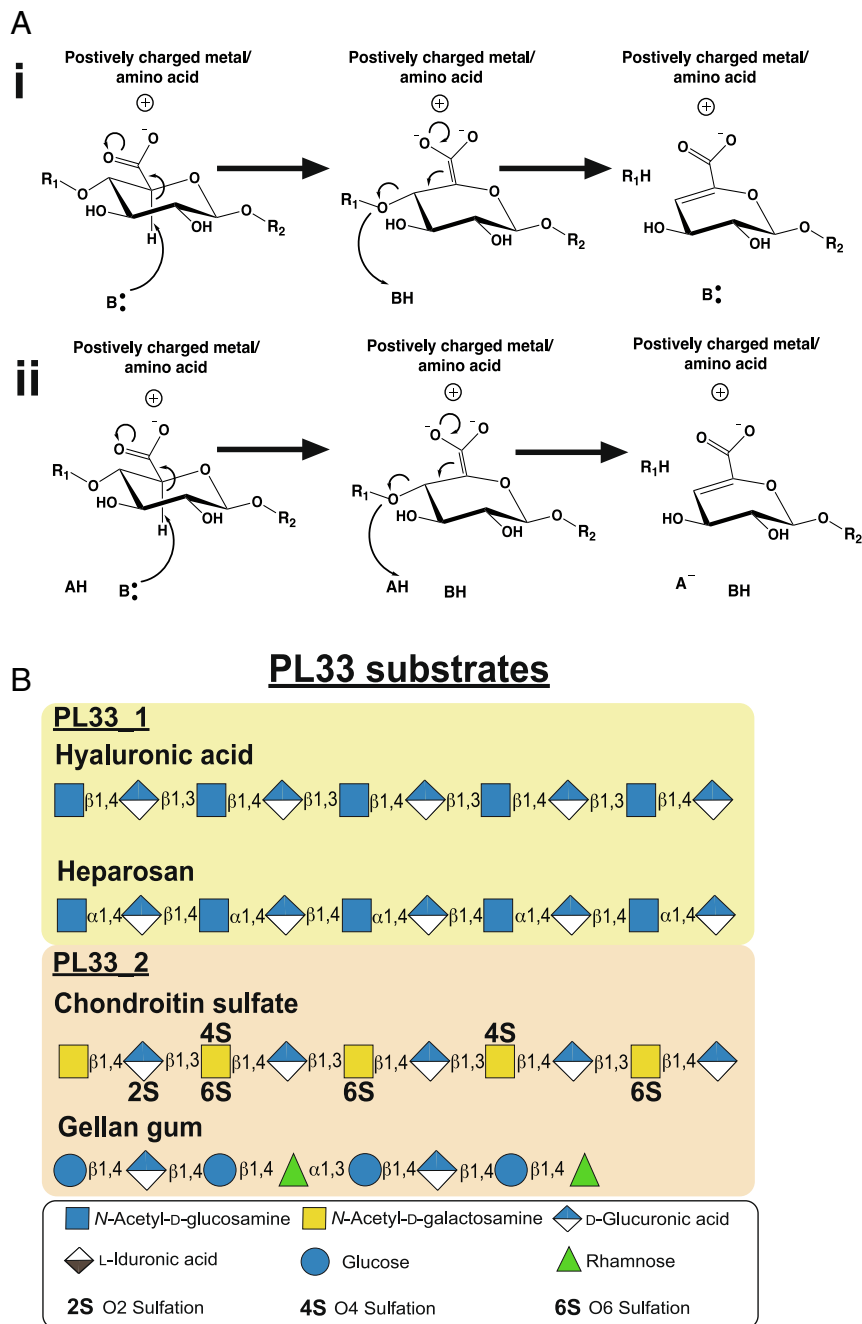 A
i
Postively charged metal/
amino acid
Postively charged metal/
amino acid
Postively charged metal/
amino acid
+ + +
O O⁻ R₁ O HO H OH O O R₂
B:
⁻O O⁻ R₁ O HO OH O O R₂
BH
R₁H
O O⁻ HO OH O O R₂
B:
ii
Postively charged metal/
amino acid
Postively charged metal/
amino acid
Postively charged metal/
amino acid
+ + +
O O⁻ R₁ O HO H OH O O R₂
AH B:
⁻O O⁻ R₁ O HO OH O O R₂
AH BH
R₁H
O O⁻ HO OH O O R₂
A⁻ BH
B
PL33 substrates
PL33_1
Hyaluronic acid
β1,4 β1,3 β1,4 β1,3 β1,4 β1,3 β1,4 β1,3 β1,4
Heparosan
α1,4 β1,4 α1,4 β1,4 α1,4 β1,4 α1,4 β1,4 α1,4
PL33_2
Chondroitin sulfate
4S 4S
β1,4 β1,3 β1,4 β1,3 β1,4 β1,3 β1,4 β1,3 β1,4
2S 6S 6S 6S
Gellan gum
β1,4 β1,4 β1,4 α1,3 β1,4 β1,4 β1,4
N-Acetyl-D-glucosamine N-Acetyl-D-galactosamine D-Glucuronic acid
L-Iduronic acid Glucose Rhamnose
2S O2 Sulfation 4S O4 Sulfation 6S O6 Sulfation